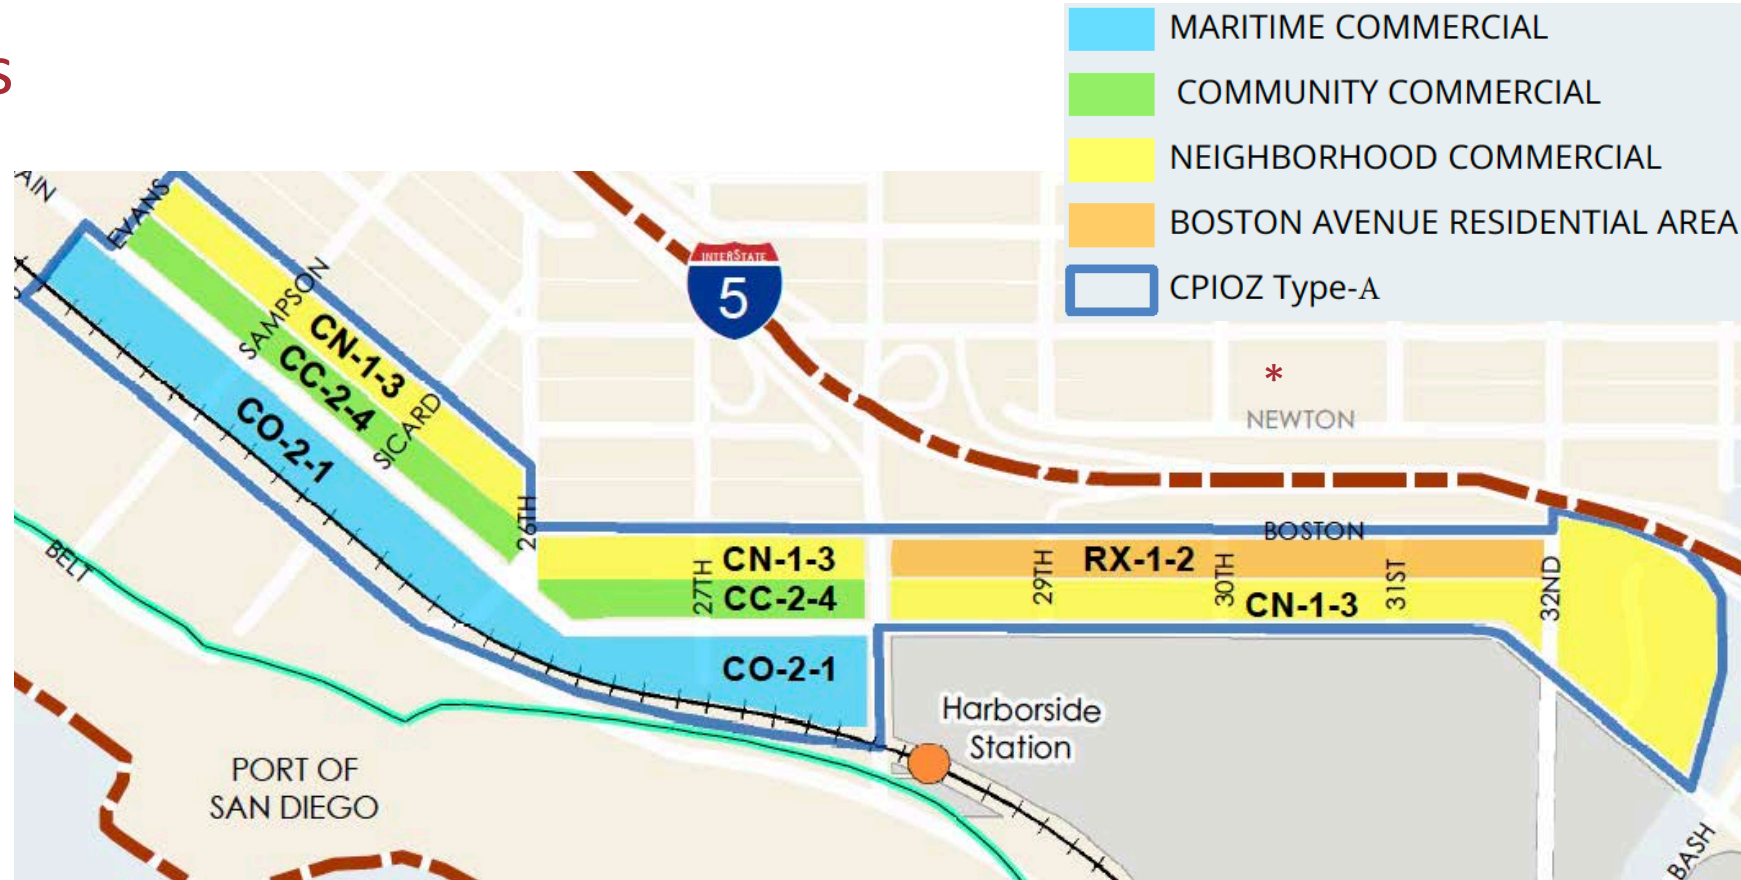 s
MARITIME COMMERCIAL
COMMUNITY COMMERCIAL
NEIGHBORHOOD COMMERCIAL
BOSTON AVENUE RESIDENTIAL AREA
CPIOZ Type-A
AIN
EVANS
SAMPSON
SICARD
CN-1-3
CC-2-4
CO-2-1
INTERSTATE
5
*
NEWTON
26TH
BOSTON
CN-1-3
27TH
CC-2-4
CO-2-1
29TH
RX-1-2
30TH
CN-1-3
31ST
32ND
BELT
Harborside
Station
PORT OF
SAN DIEGO
BASH